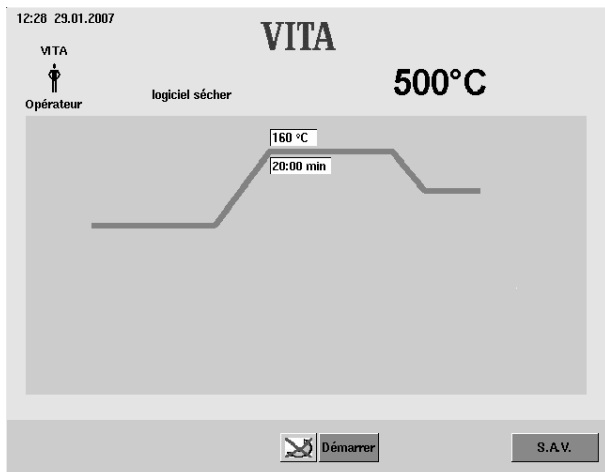 12:28 29.01.2007
VITA
VITA
500°C
Opérateur
logiciel sécher
160 °C
20:00 min
Démarrer
S.A.V.